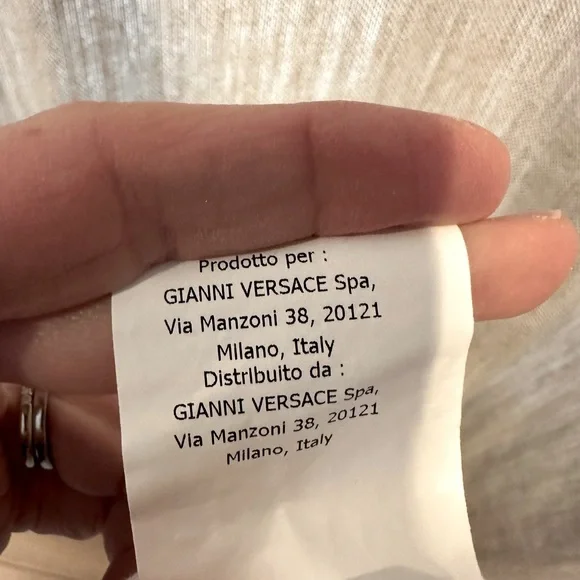 Prodotto per :
GIANNI VERSACE Spa,
Via Manzoni 38, 20121
Milano, Italy
Distribuito da :
GIANNI VERSACE Spa,
Via Manzoni 38, 20121
Milano, Italy